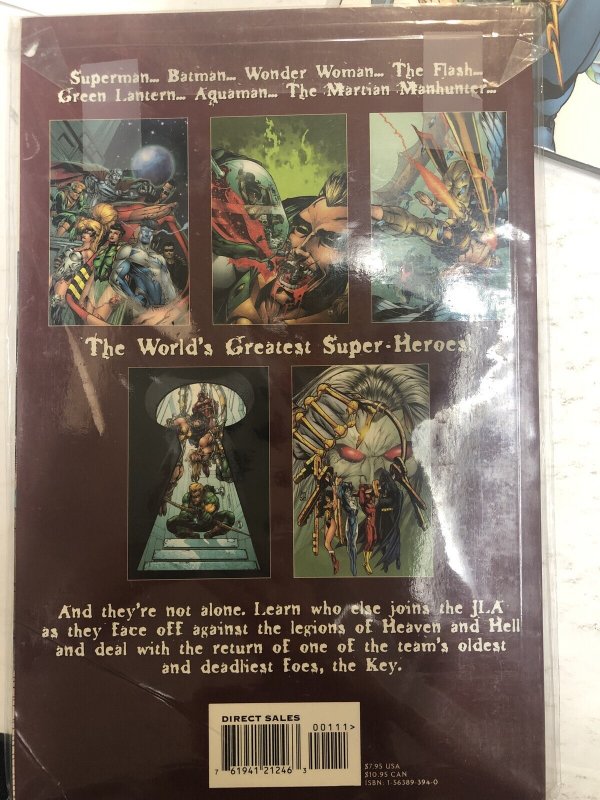 Superman... Batman... Wonder Woman... The Flash...
Green Lantern... Aquaman... The Martian Manhunter...
The World's Greatest Super-Heroes!
And they're not alone. Learn who else joins the JLA
as they face off against the legions of Heaven and Hell
and deal with the return of one of the team's oldest
and deadliest foes, the Key.
DIRECT SALES
00111>
7 61941 21246 3
$7.95 USA
$10.95 CAN
ISBN: 1-56389-394-0